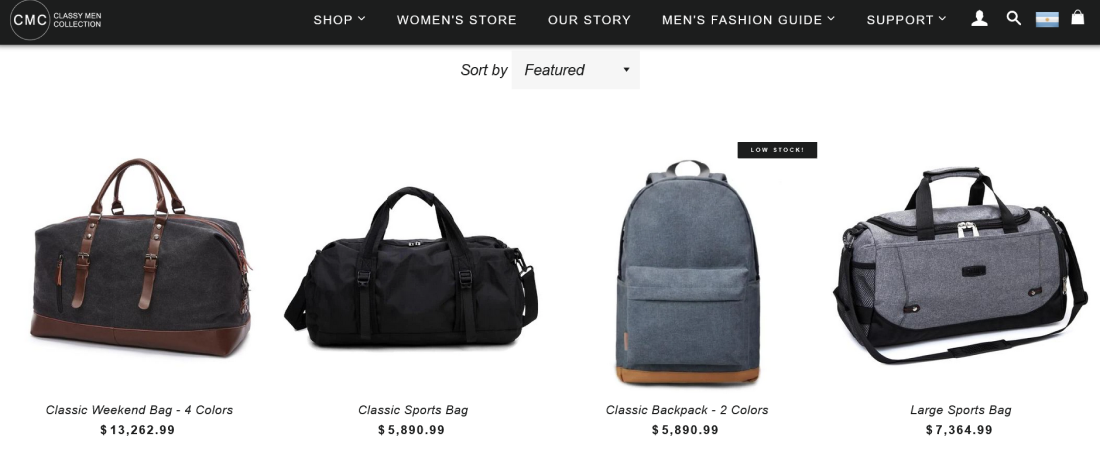 CMC CLASSY MEN
COLLECTION
SHOP WOMEN'S STORE OUR STORY MEN'S FASHION GUIDE SUPPORT
Sort by Featured
LOW STOCK!
Classic Weekend Bag - 4 Colors
$13,262.99
Classic Sports Bag
$5,890.99
Classic Backpack - 2 Colors
$5,890.99
Large Sports Bag
$7,364.99